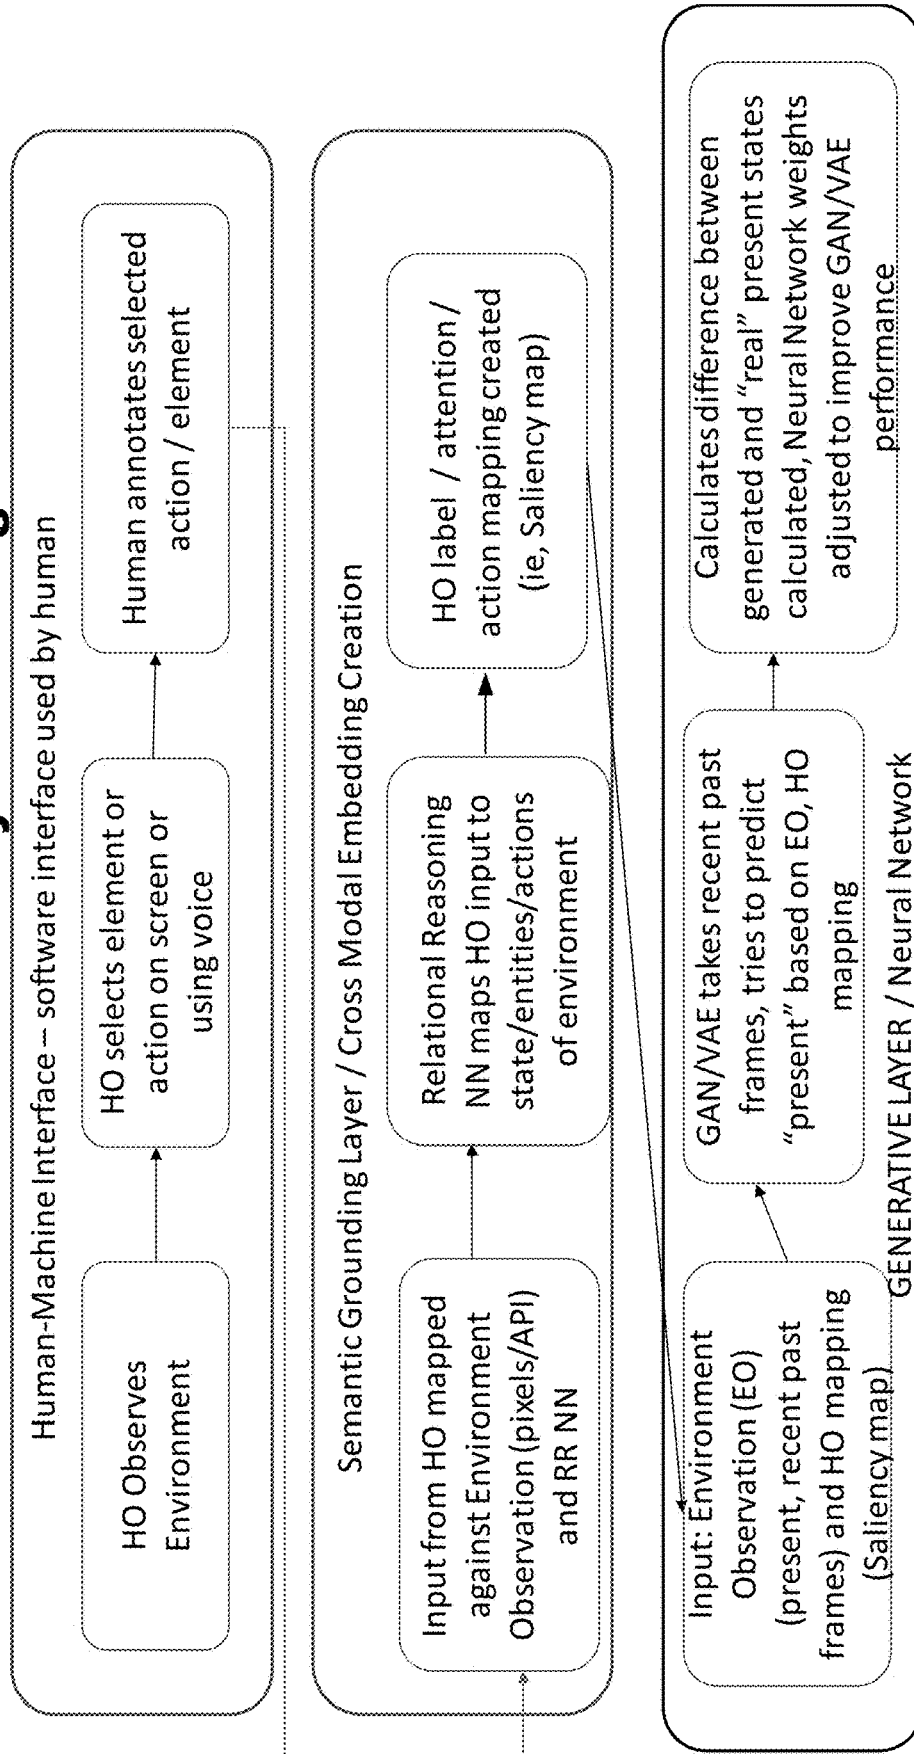 Human-Machine Interface – software interface used by human
HO Observes
Environment
HO selects element or
action on screen or
using voice
Human annotates selected
action / element
Semantic Grounding Layer / Cross Modal Embedding Creation
Input from HO mapped
against Environment
Observation (pixels/API)
and RR NN
Relational Reasoning
NN maps HO input to
state/entities/actions
of environment
HO label / attention /
action mapping created
(ie, Saliency map)
Input: Environment
Observation (EO)
(present, recent past
frames) and HO mapping
(Saliency map)
GAN/VAE takes recent past
frames, tries to predict
“present” based on EO, HO
mapping
Calculates difference between
generated and “real” present states
calculated, Neural Network weights
adjusted to improve GAN/VAE
performance
GENERATIVE LAYER / Neural Network